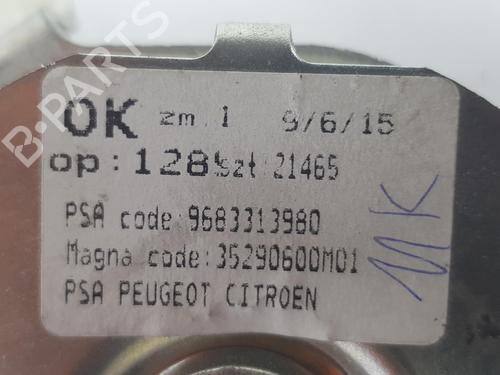 OK zm.1 9/6/15
op:128 szt:21465
PSA code:9683313980
Magna code:35290600M01
PSA PEUGEOT CITROEN
MK
B-PARTS